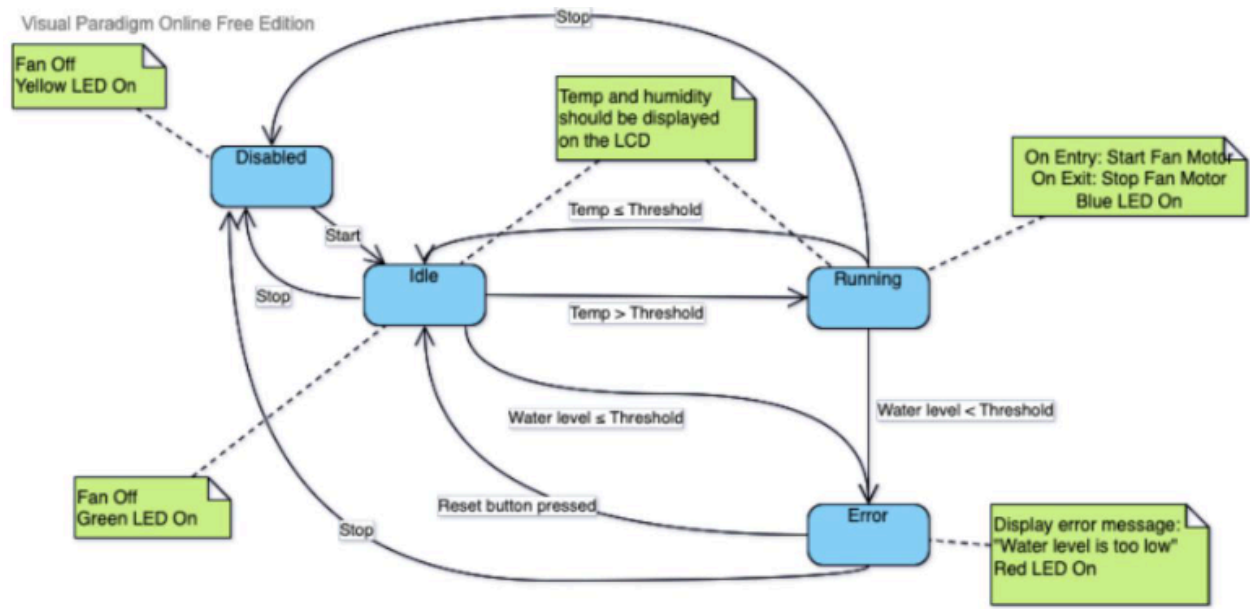 Visual Paradigm Online Free Edition
Stop
Fan Off
Yellow LED On
Temp and humidity
should be displayed
on the LCD
Disabled
On Entry: Start Fan Motor
On Exit: Stop Fan Motor
Blue LED On
Temp ≤ Threshold
Start
Idle
Running
Stop
Temp > Threshold
Water level ≤ Threshold
Water level < Threshold
Fan Off
Green LED On
Reset button pressed
Error
Stop
Display error message:
"Water level is too low"
Red LED On